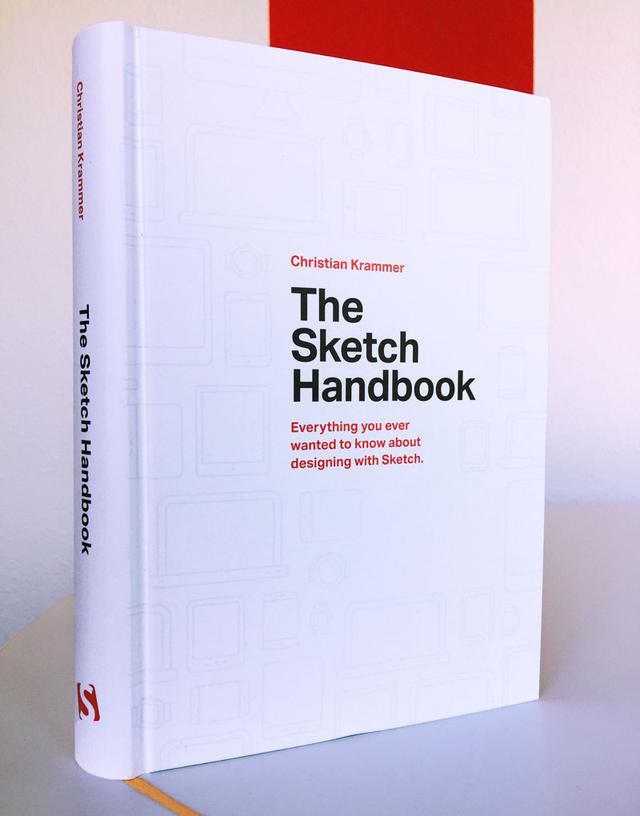 Christian Krammer
The Sketch Handbook
S
Christian Krammer
The
Sketch
Handbook
Everything you ever
wanted to know about
designing with Sketch.